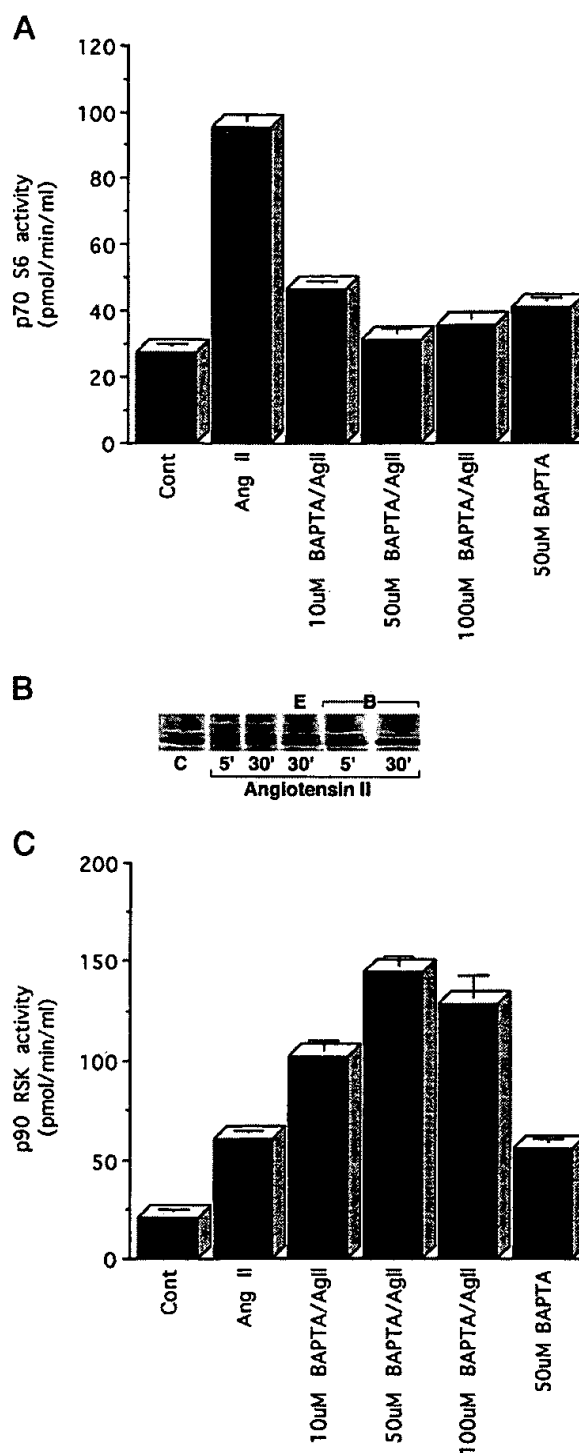 A
120
100
80
60
40
20
0
p70 S6 activity
(pmol/min/ml)
Cont
Ang II
10uM BAPTA/AgII
50uM BAPTA/AgII
100uM BAPTA/AgII
50uM BAPTA
B
E B
C 5' 30' 30' 5' 30'
Angiotensin II
C
200
150
100
50
0
p90 RSK activity
(pmol/min/ml)
Cont
Ang II
10uM BAPTA/AgII
50uM BAPTA/AgII
100uM BAPTA/AgII
50uM BAPTA